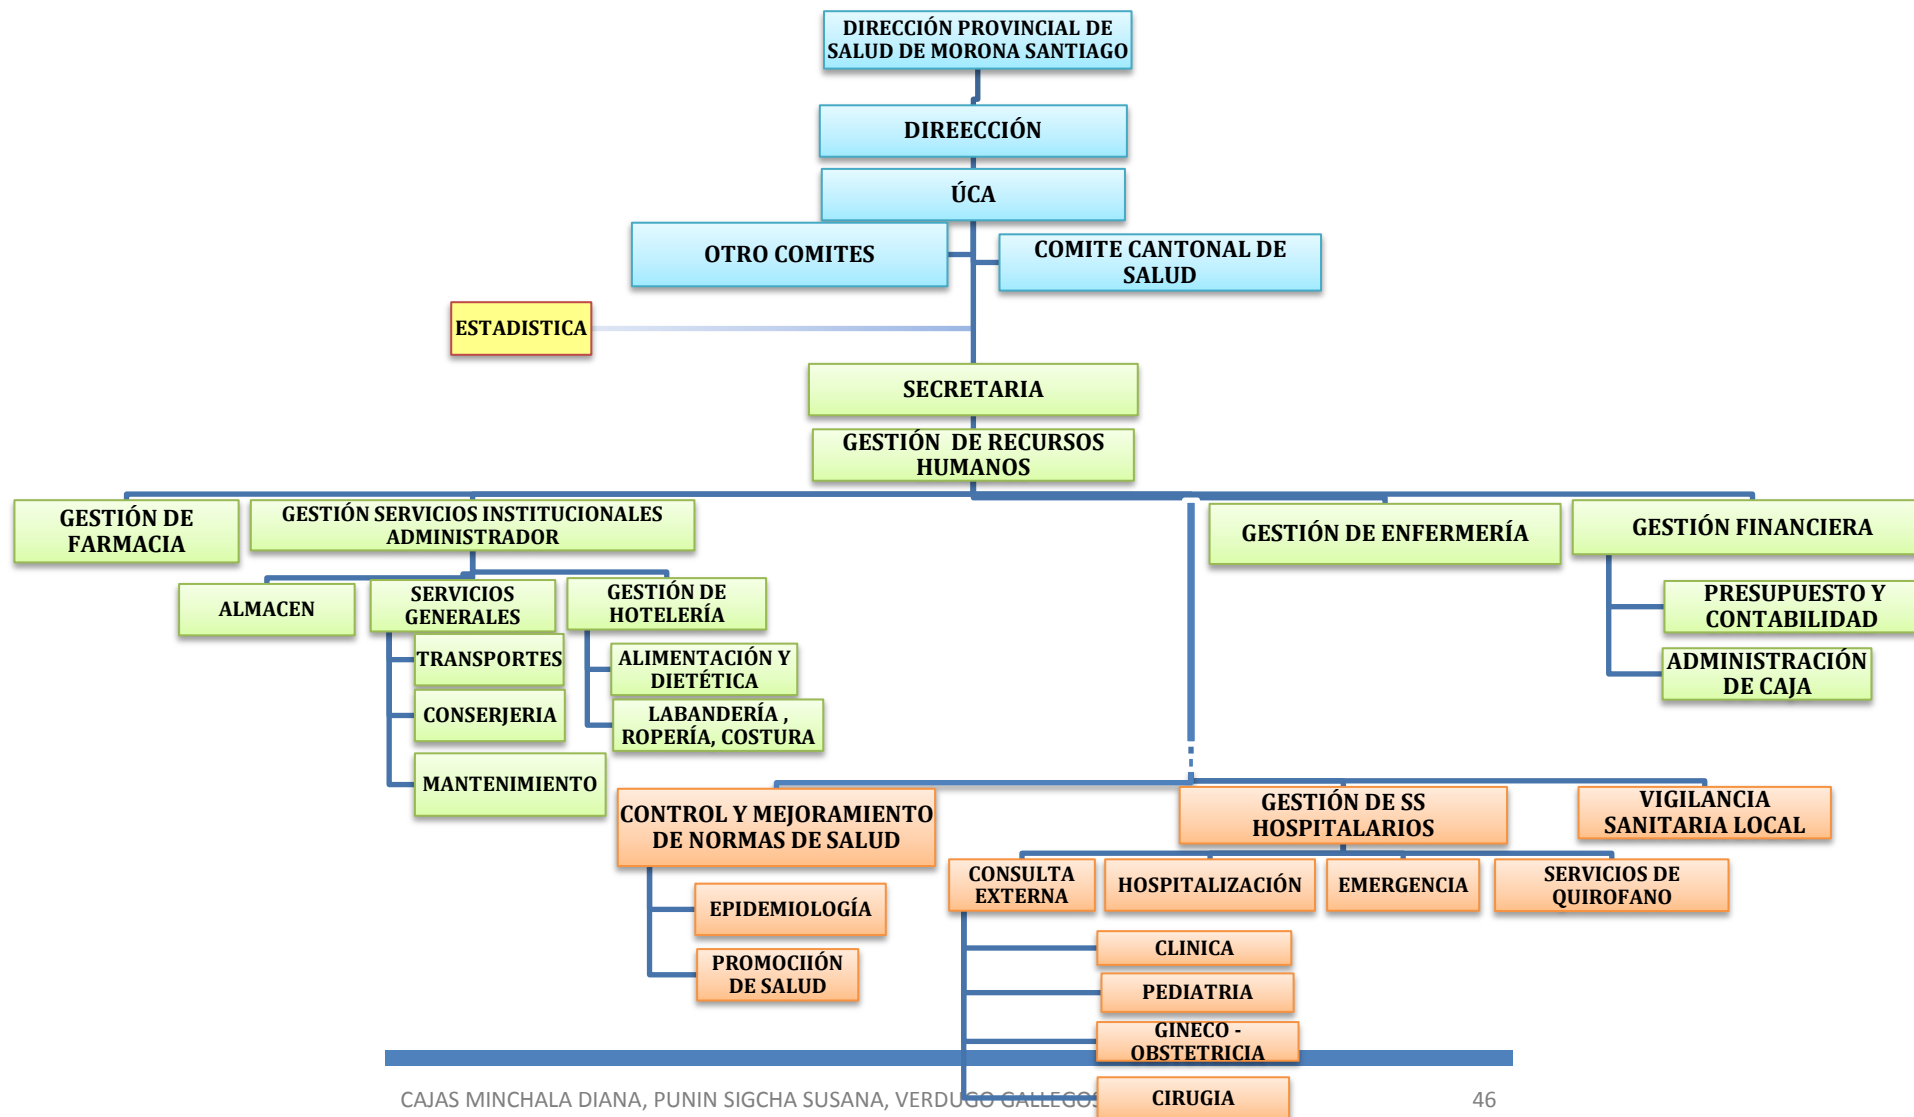 DIRECCIÓN PROVINCIAL DE
SALUD DE MORONA SANTIAGO
DIREECCIÓN
ÚCA
OTRO COMITES
COMITE CANTONAL DE
SALUD
ESTADISTICA
SECRETARIA
GESTIÓN DE RECURSOS
HUMANOS
GESTIÓN DE
FARMACIA
GESTIÓN SERVICIOS INSTITUCIONALES
ADMINISTRADOR
GESTIÓN DE ENFERMERÍA
GESTIÓN FINANCIERA
ALMACEN
SERVICIOS
GENERALES
GESTIÓN DE
HOTELERÍA
PRESUPUESTO Y
CONTABILIDAD
TRANSPORTES
ALIMENTACIÓN Y
DIETÉTICA
ADMINISTRACIÓN
DE CAJA
CONSERJERIA
LABANDERÍA ,
ROPERÍA, COSTURA
MANTENIMIENTO
CONTROL Y MEJORAMIENTO
DE NORMAS DE SALUD
GESTIÓN DE SS
HOSPITALARIOS
VIGILANCIA
SANITARIA LOCAL
CONSULTA
EXTERNA
HOSPITALIZACIÓN
EMERGENCIA
SERVICIOS DE
QUIROFANO
EPIDEMIOLOGÍA
PROMOCIIÓN
DE SALUD
CLINICA
PEDIATRIA
GINECO -
OBSTETRICIA
CIRUGIA
CAJAS MINCHALA DIANA, PUNIN SIGCHA SUSANA, VERDUGO GALLEGOS
46